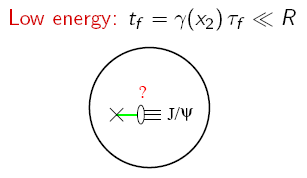 Low energy: t_f = γ(x_2) τ_f ≪ R
?
J/Ψ